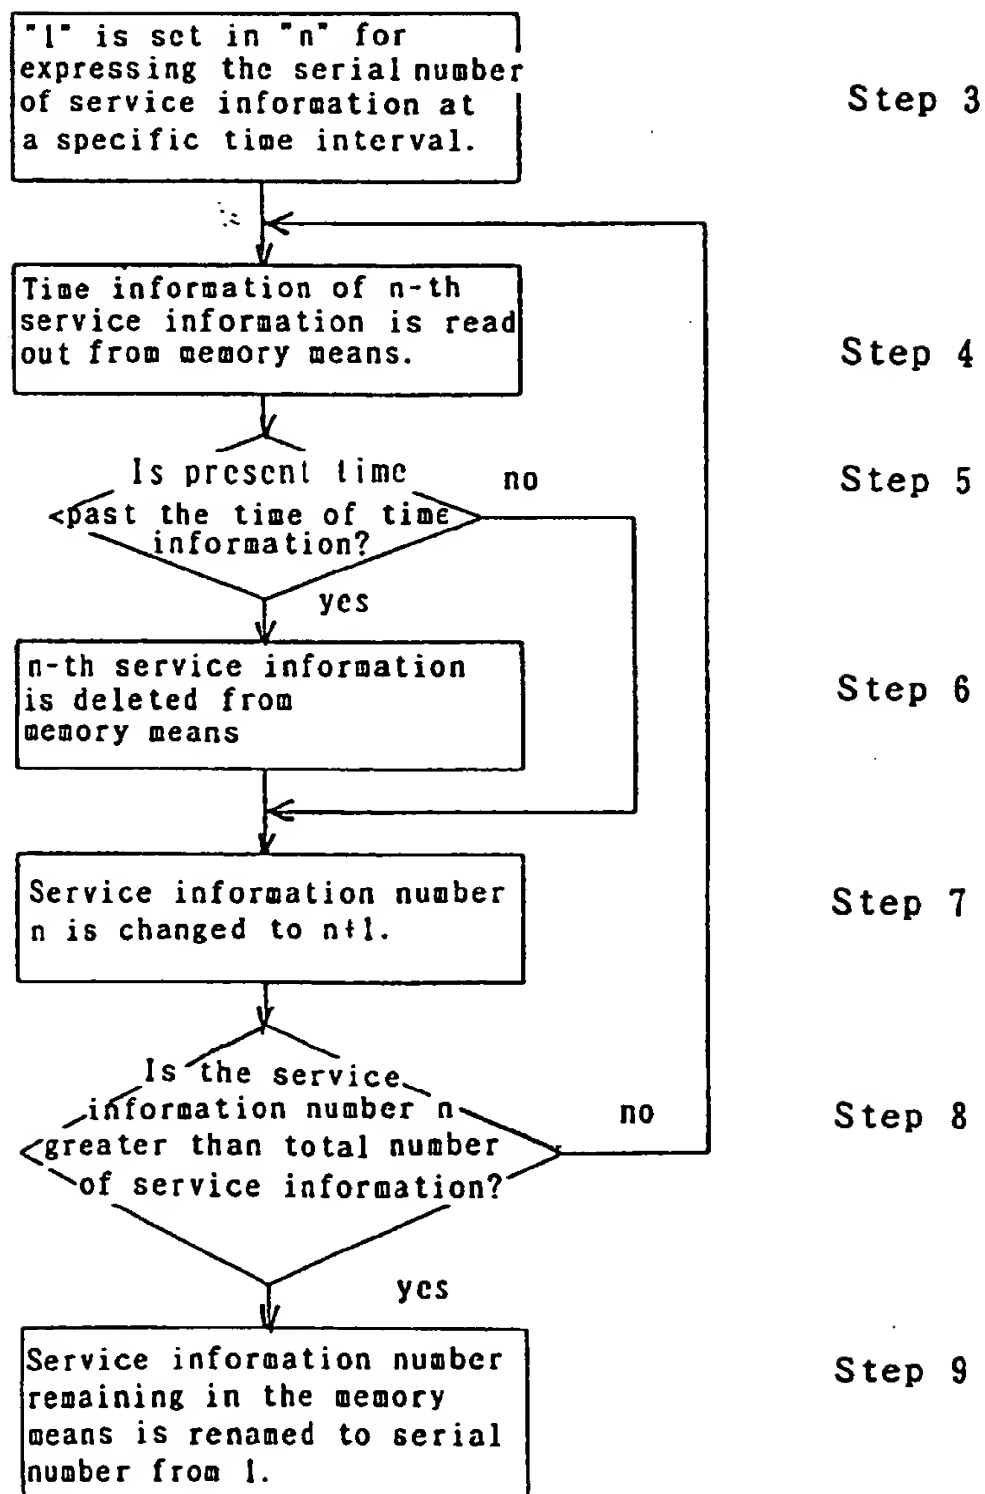 "1" is set in "n" for
expressing the serial number
of service information at
a specific time interval.
Step 3
Time information of n-th
service information is read
out from memory means.
Step 4
Is present time
past the time of time
information?
no
yes
Step 5
n-th service information
is deleted from
memory means
Step 6
Service information number
n is changed to n+1.
Step 7
Is the service
information number n
greater than total number
of service information?
no
yes
Step 8
Service information number
remaining in the memory
means is renamed to serial
number from 1.
Step 9